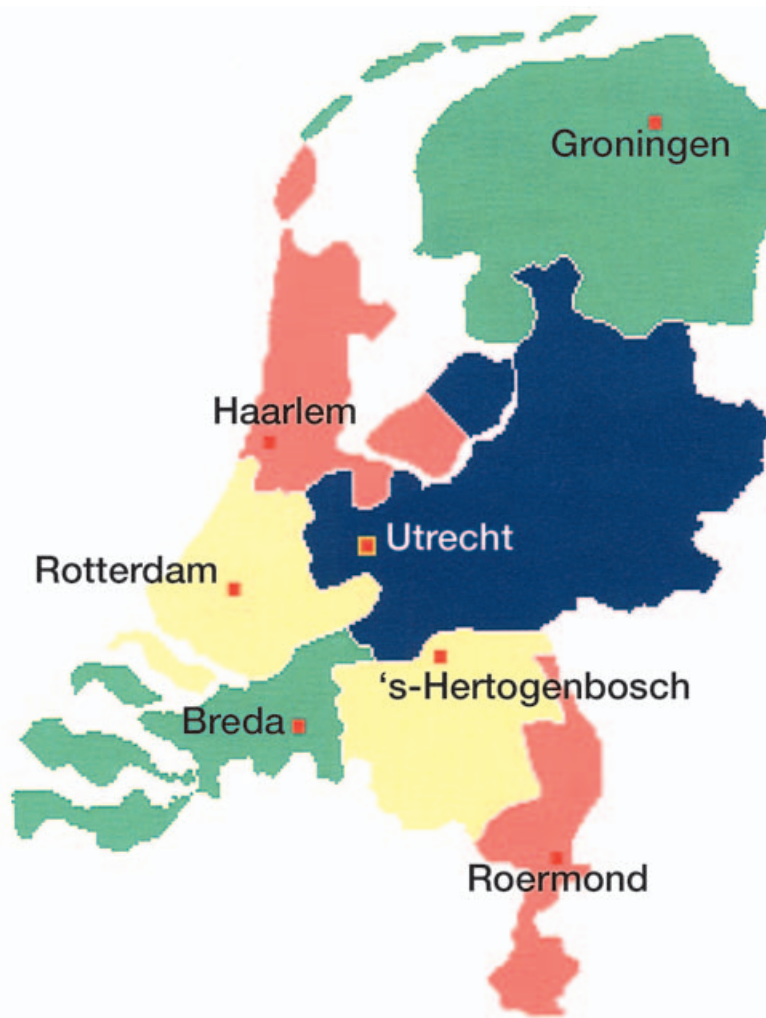 Groningen
Haarlem
Utrecht
Rotterdam
‘s-Hertogenbosch
Breda
Roermond